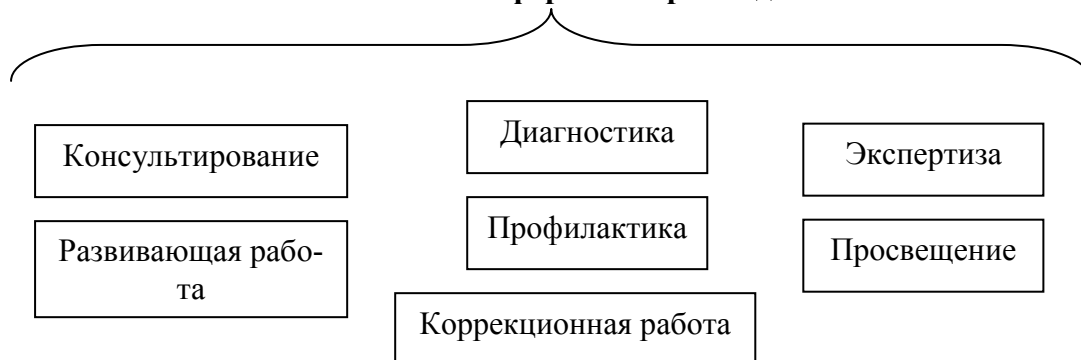 Консультирование
Диагностика
Экспертиза
Развивающая рабо-
та
Профилактика
Просвещение
Коррекционная работа